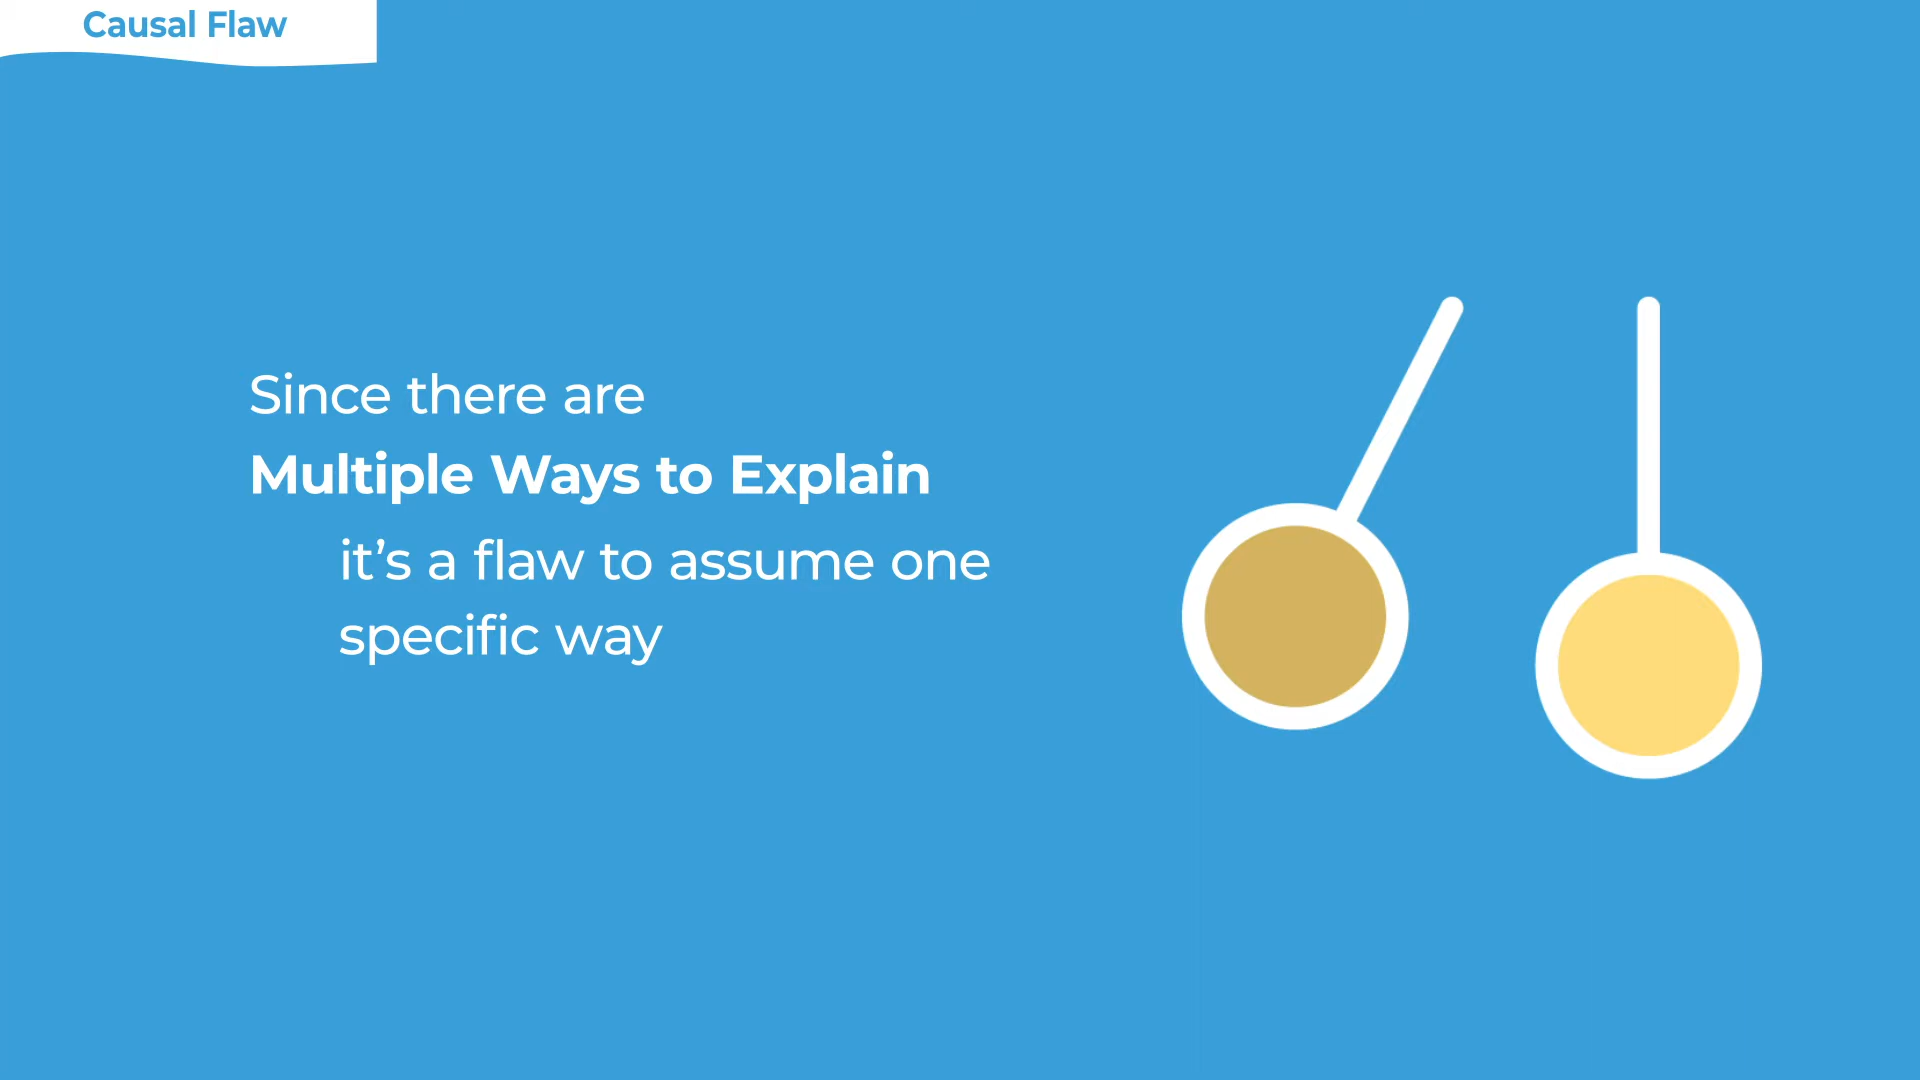 Causal Flaw
Since there are
Multiple Ways to Explain
it’s a flaw to assume one
specific way